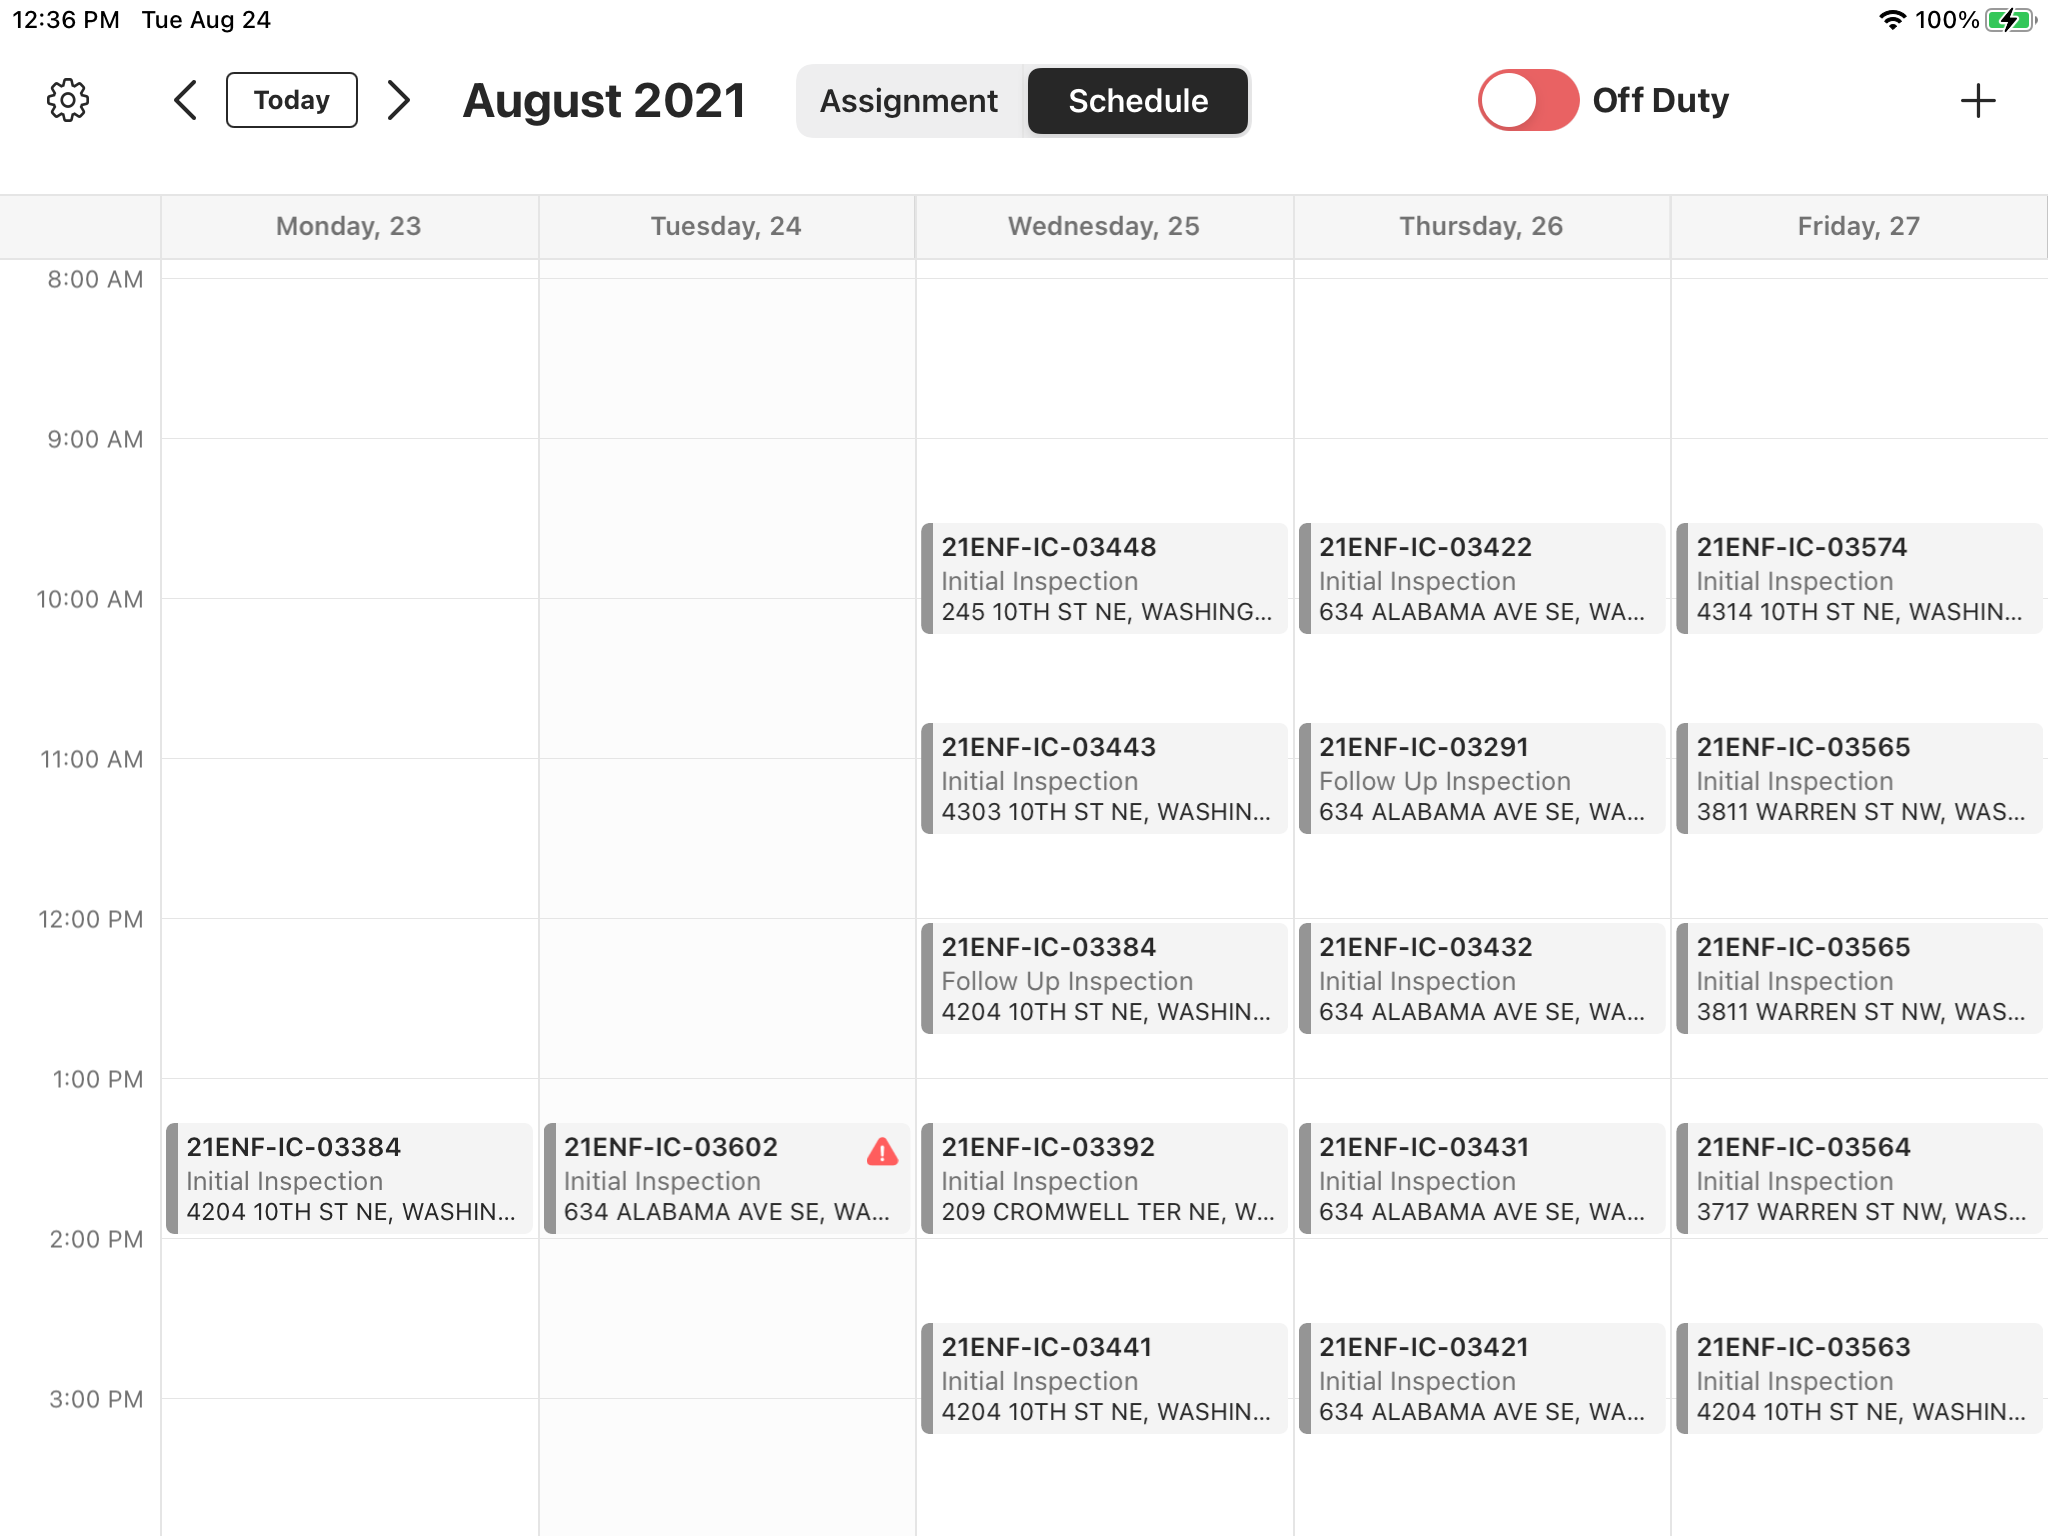 12:36 PM Tue Aug 24
100%
Today
August 2021
Assignment
Schedule
Off Duty
Monday, 23
Tuesday, 24
Wednesday, 25
Thursday, 26
Friday, 27
8:00 AM
9:00 AM
10:00 AM
11:00 AM
12:00 PM
1:00 PM
2:00 PM
3:00 PM
21ENF-IC-03384
Initial Inspection
4204 10TH ST NE, WASHIN...
21ENF-IC-03602
Initial Inspection
634 ALABAMA AVE SE, WA...
21ENF-IC-03448
Initial Inspection
245 10TH ST NE, WASHING...
21ENF-IC-03443
Initial Inspection
4303 10TH ST NE, WASHIN...
21ENF-IC-03384
Follow Up Inspection
4204 10TH ST NE, WASHIN...
21ENF-IC-03392
Initial Inspection
209 CROMWELL TER NE, W...
21ENF-IC-03441
Initial Inspection
4204 10TH ST NE, WASHIN...
21ENF-IC-03422
Initial Inspection
634 ALABAMA AVE SE, WA...
21ENF-IC-03291
Follow Up Inspection
634 ALABAMA AVE SE, WA...
21ENF-IC-03432
Initial Inspection
634 ALABAMA AVE SE, WA...
21ENF-IC-03431
Initial Inspection
634 ALABAMA AVE SE, WA...
21ENF-IC-03421
Initial Inspection
634 ALABAMA AVE SE, WA...
21ENF-IC-03574
Initial Inspection
4314 10TH ST NE, WASHIN...
21ENF-IC-03565
Initial Inspection
3811 WARREN ST NW, WAS...
21ENF-IC-03565
Initial Inspection
3811 WARREN ST NW, WAS...
21ENF-IC-03564
Initial Inspection
3717 WARREN ST NW, WAS...
21ENF-IC-03563
Initial Inspection
4204 10TH ST NE, WASHIN...